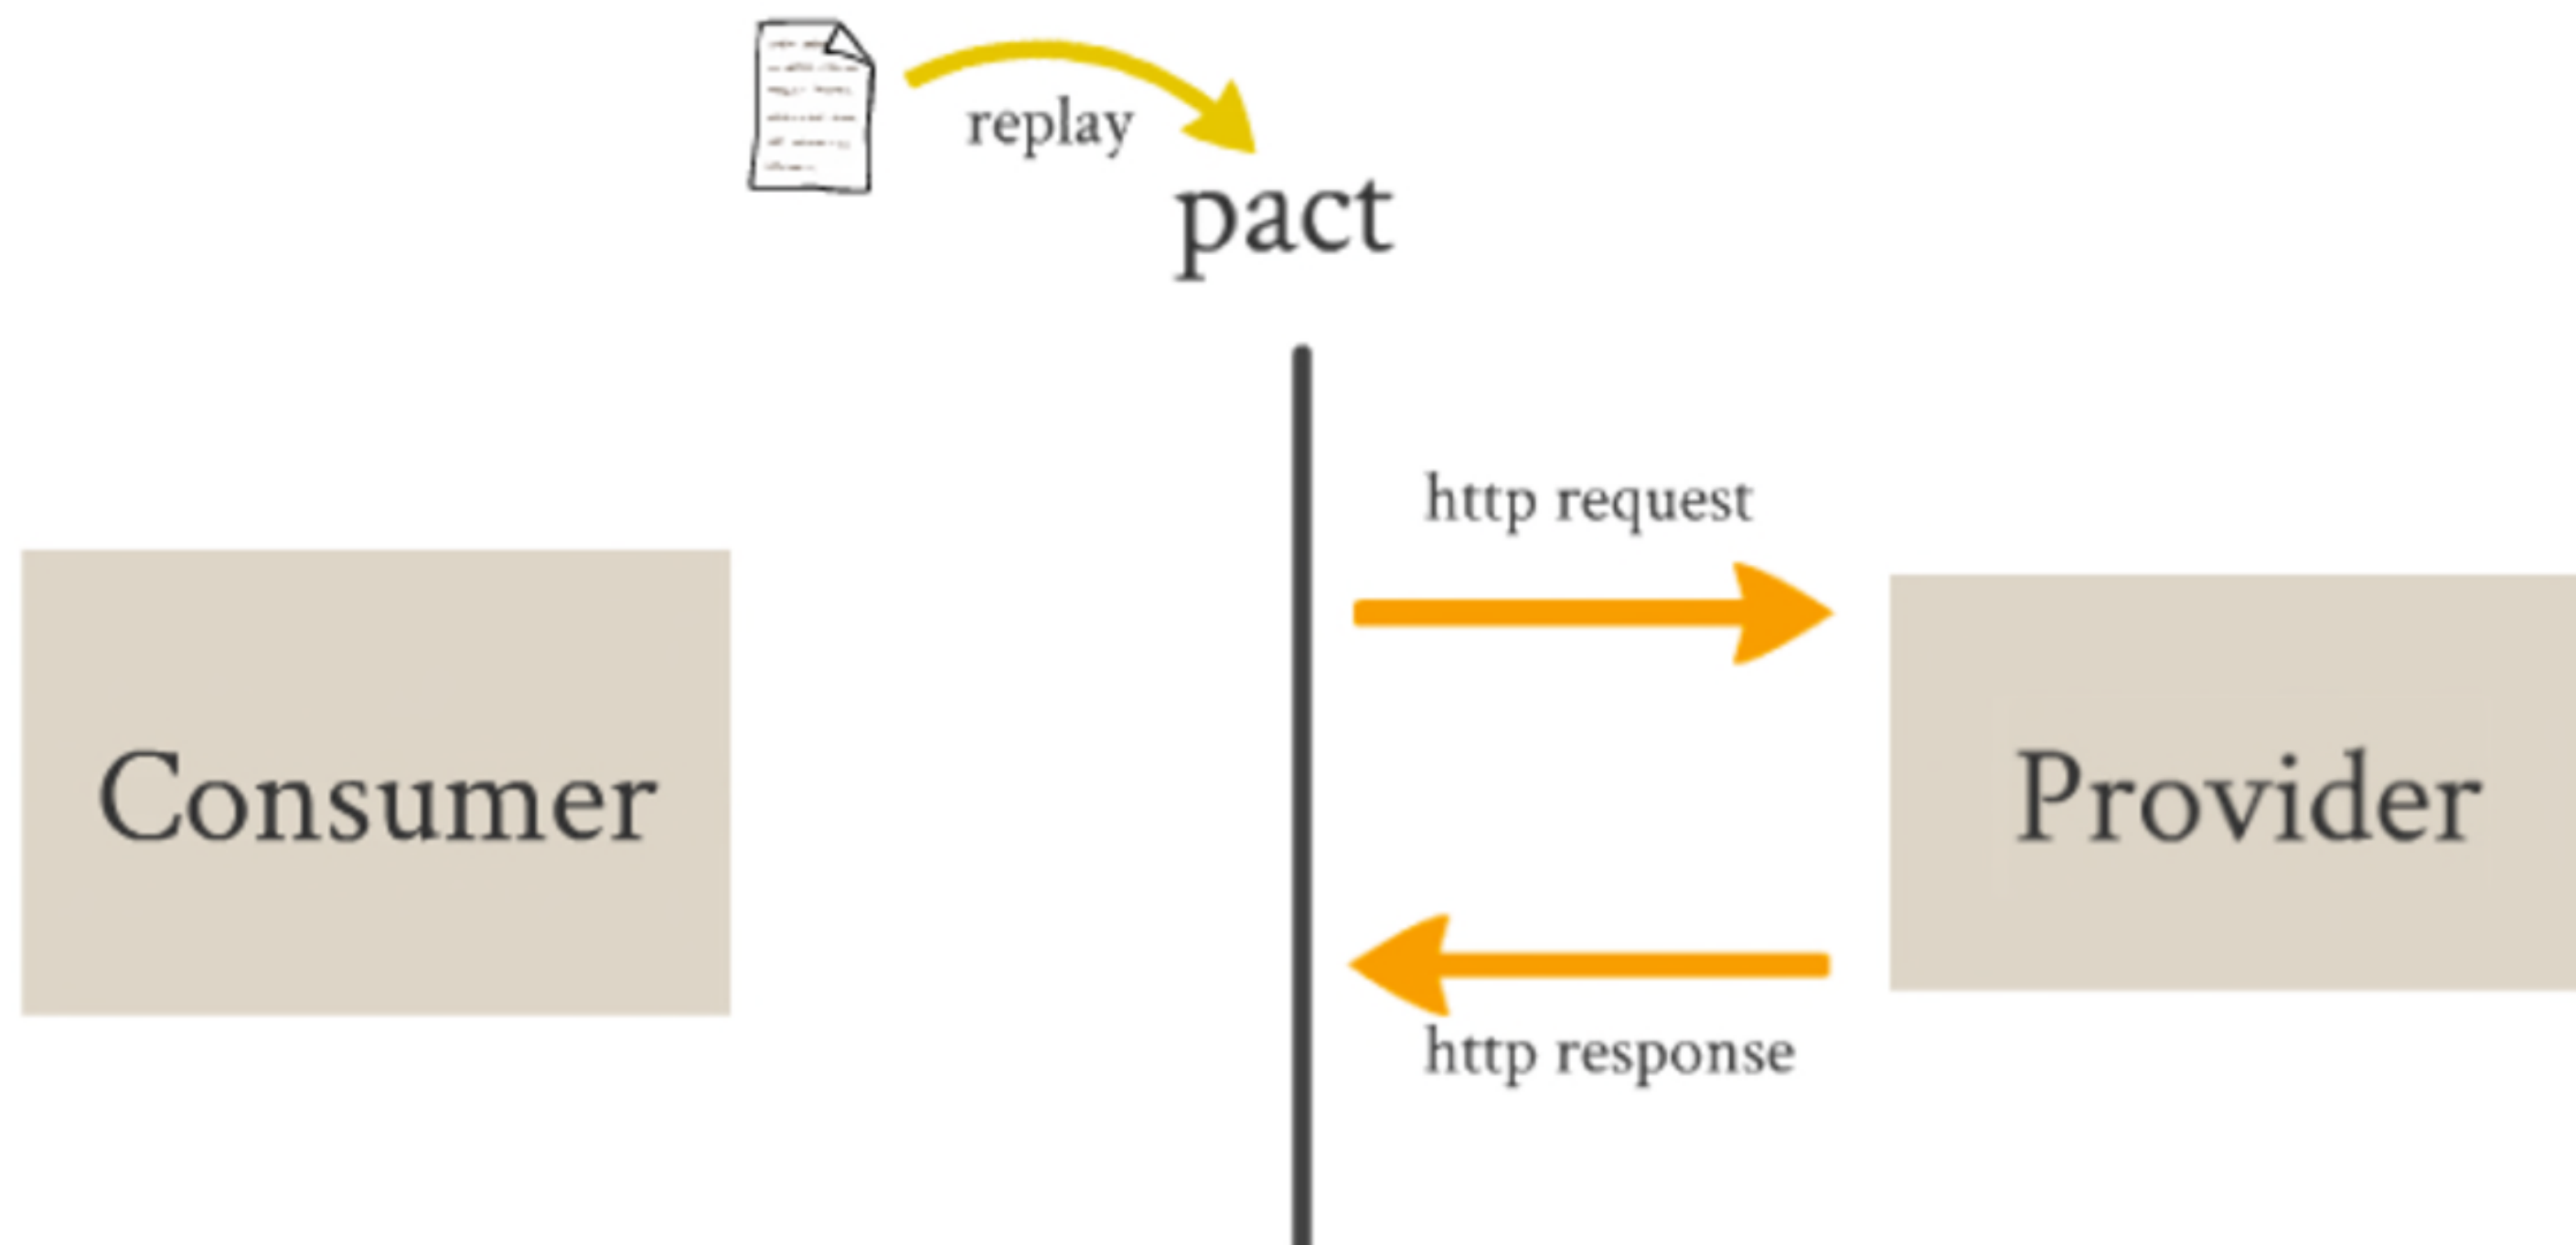 replay
pact
http request
Consumer
Provider
http response